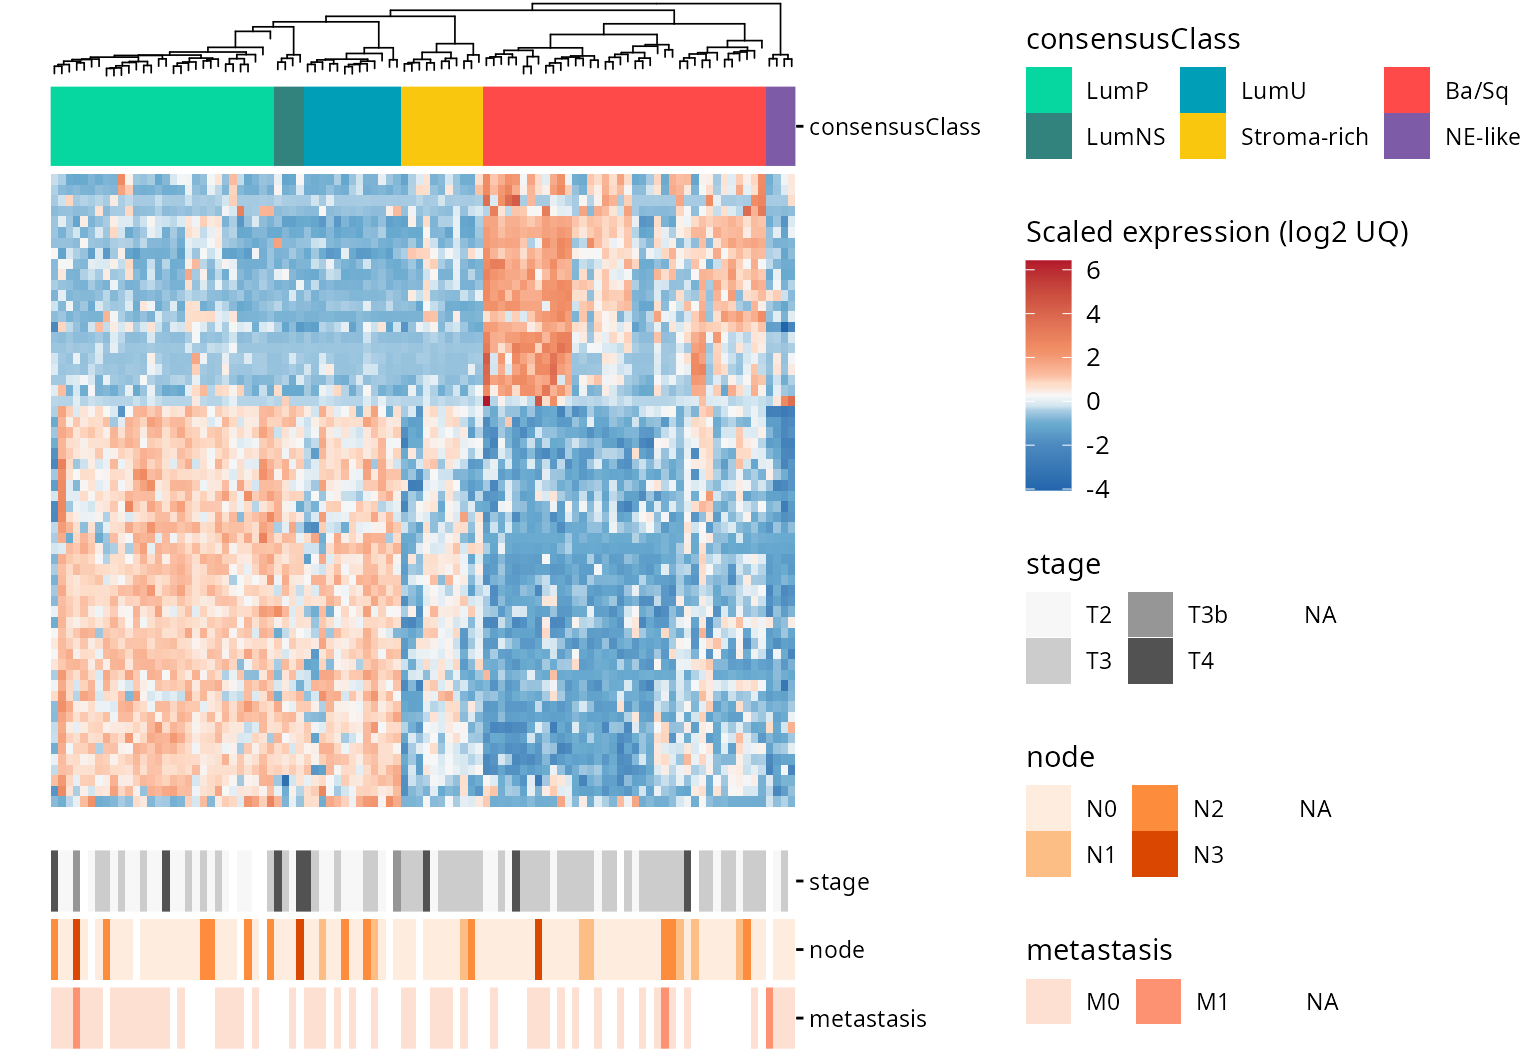 consensusClass
LumP LumU Ba/Sq
LumNS Stroma-rich NE-like
consensusClass
Scaled expression (log2 UQ)
6
4
2
0
-2
-4
stage
T2 T3b NA
T3 T4
stage
node
N0 N2 NA
N1 N3
node
metastasis
M0 M1 NA
metastasis